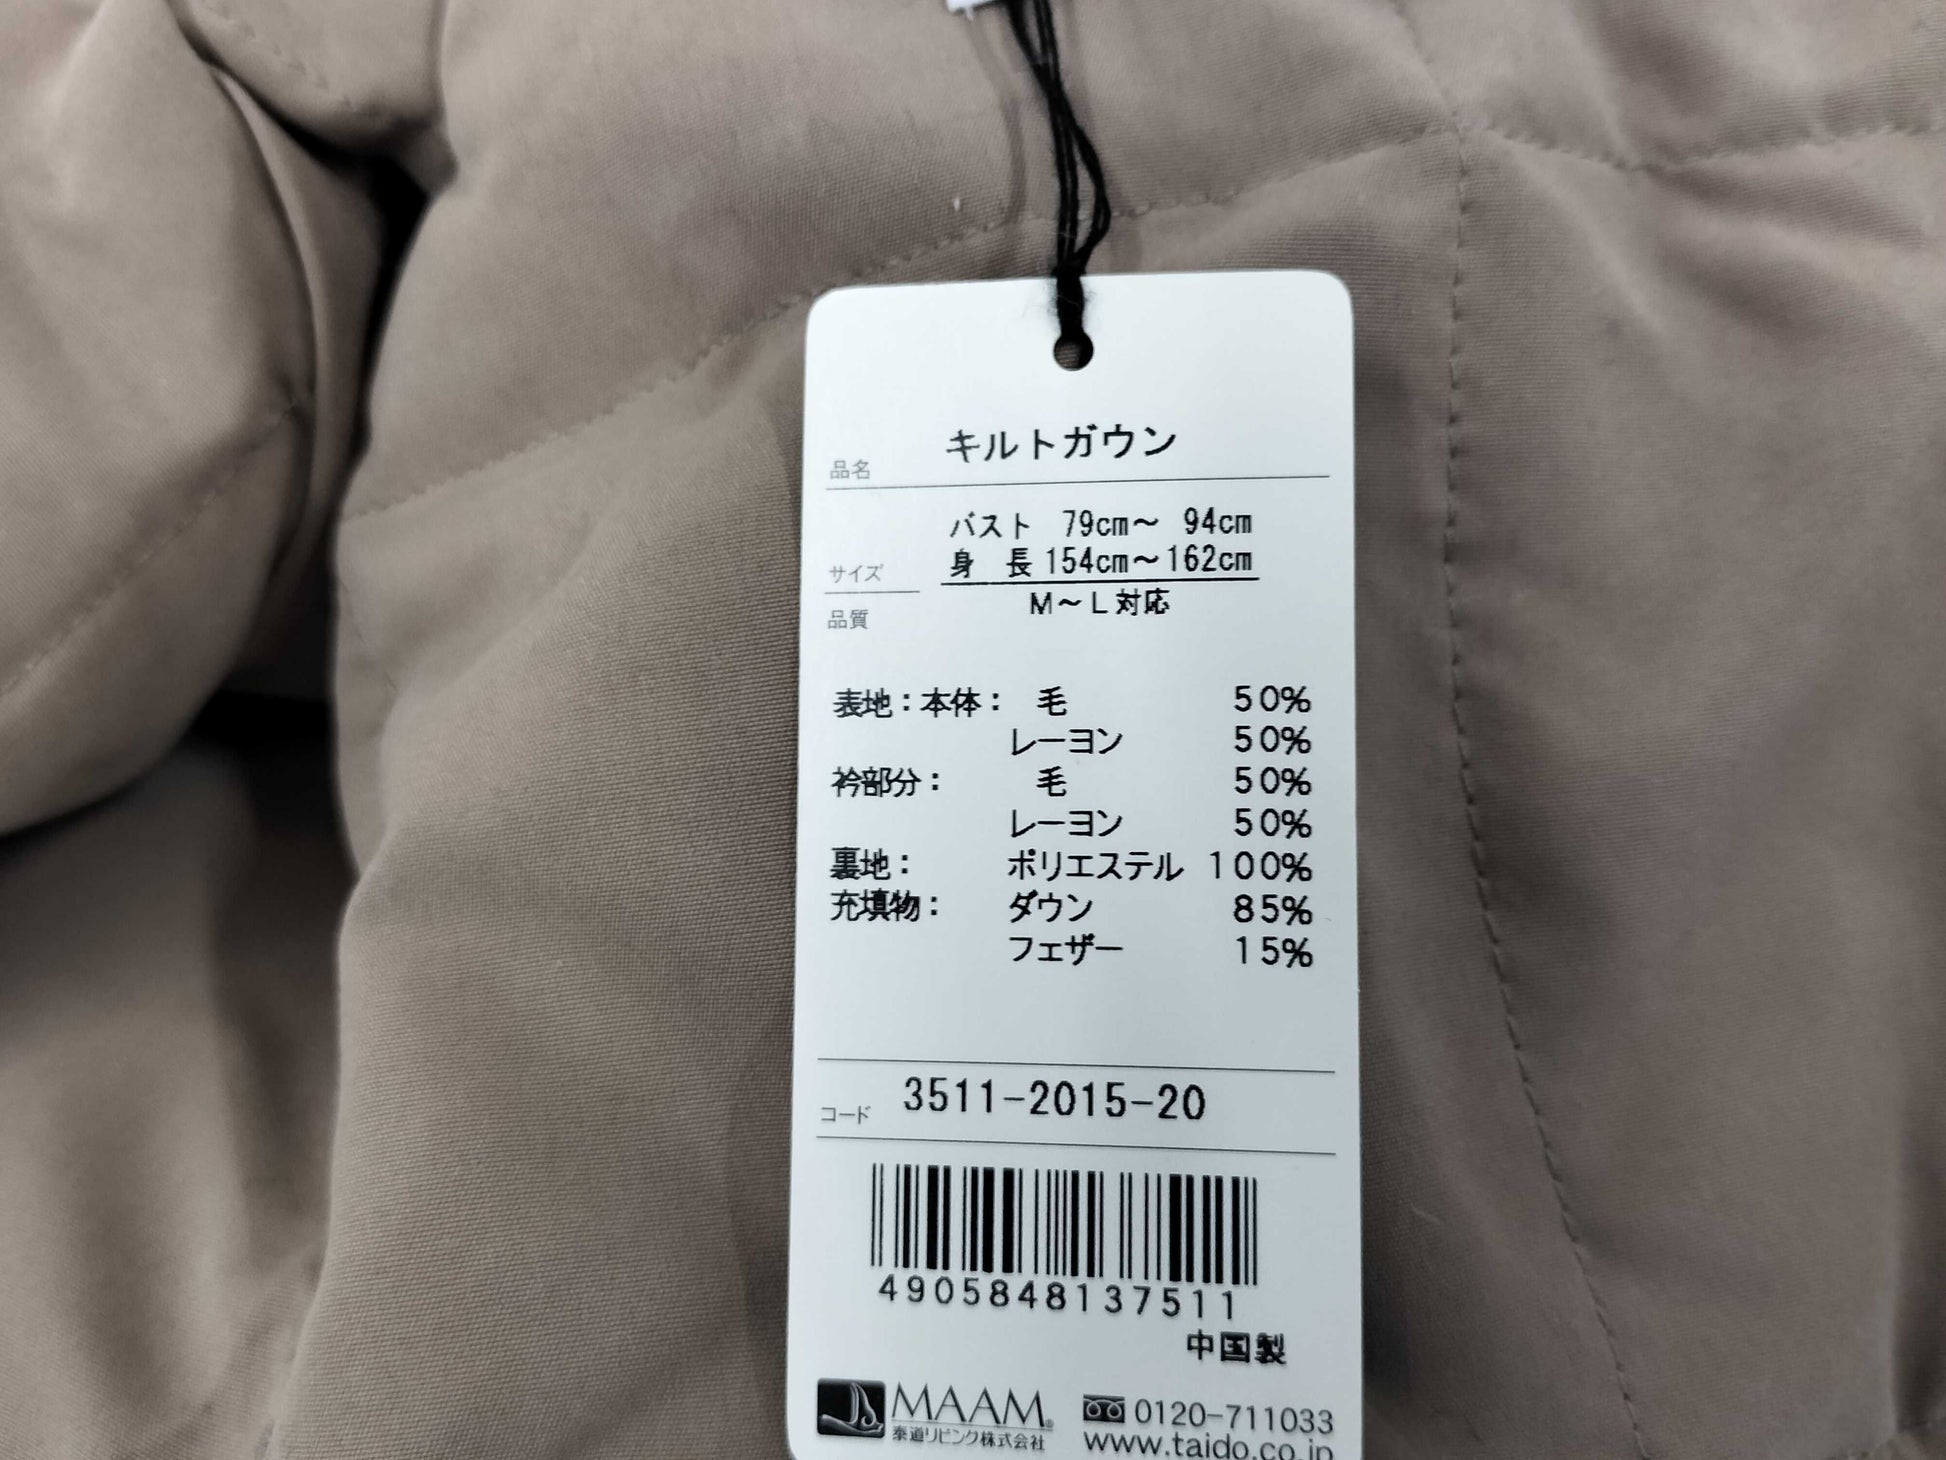 品名 キルトガウン
バスト 79cm～ 94cm
サイズ 身 長 154cm～162cm
M～L対応
品質
表地：本体： 毛 50%
レーヨン 50%
衿部分： 毛 50%
レーヨン 50%
裏地： ポリエステル 100%
充填物： ダウン 85%
フェザー 15%
コード 3511-2015-20
4905848137511
中国製
MAAM® 0120-711033
泰道リビング株式会社 www.taido.co.jp